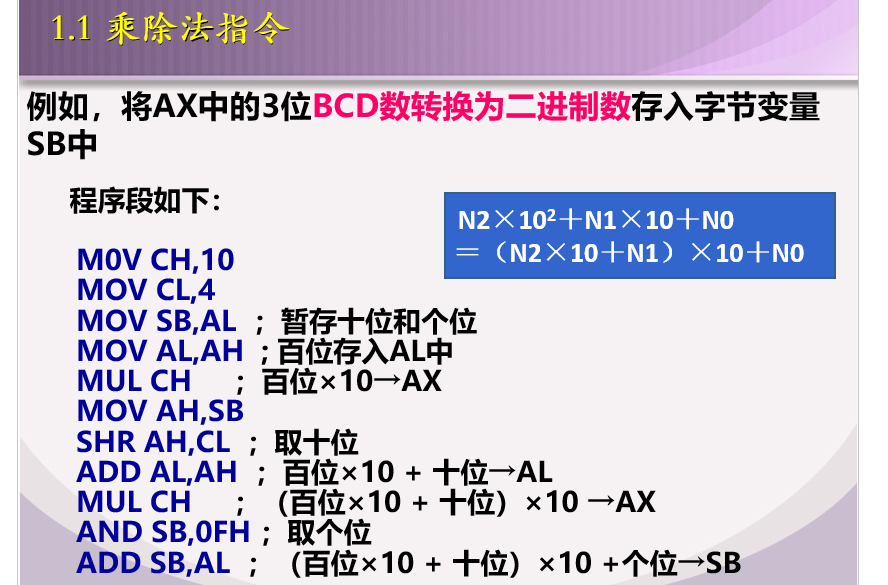 1.1 乘除法指令
例如，将AX中的3位BCD数转换为二进制数存入字节变量
SB中
程序段如下：
N2×10²＋N1×10＋N0
＝（N2×10＋N1）×10＋N0
M0V CH,10
MOV CL,4
MOV SB,AL ；暂存十位和个位
MOV AL,AH ; 百位存入AL中
MUL CH ；百位×10→AX
MOV AH,SB
SHR AH,CL ；取十位
ADD AL,AH ；百位×10 + 十位→AL
MUL CH ；（百位×10 + 十位）×10 →AX
AND SB,0FH ；取个位
ADD SB,AL ；（百位×10 + 十位）×10 +个位→SB